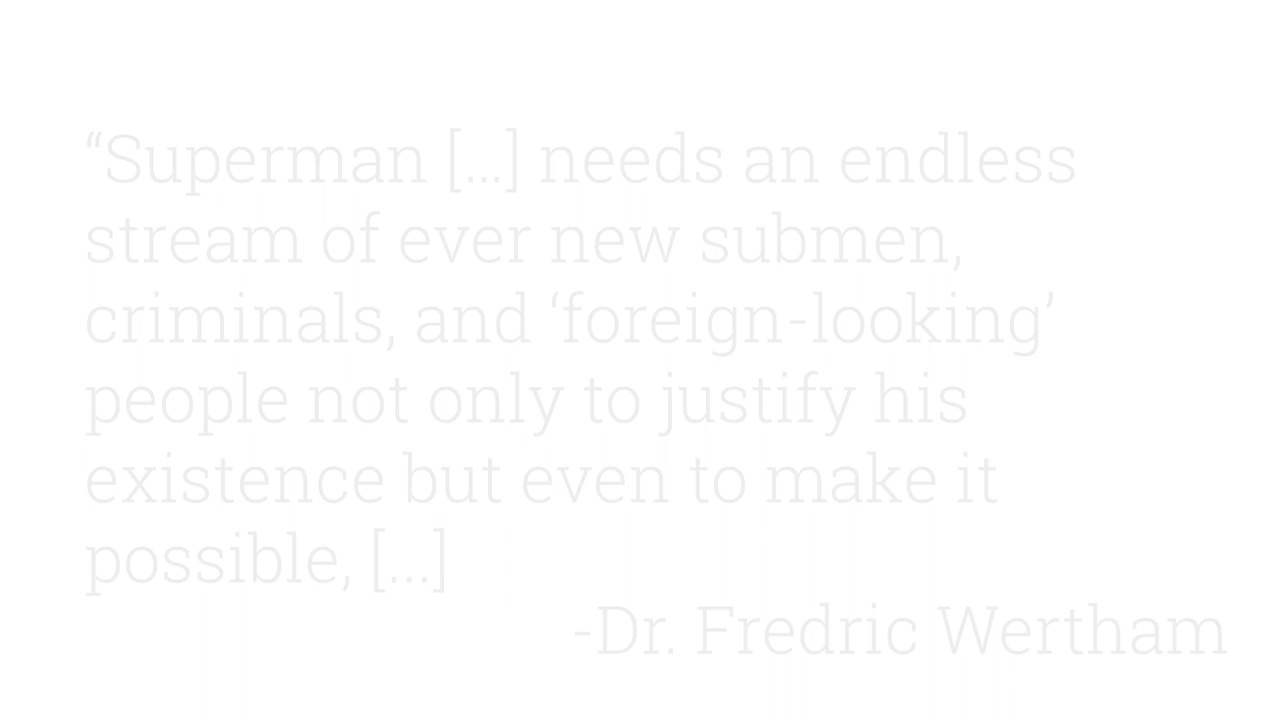 “Superman [...] needs an endless
stream of ever new submen,
criminals, and ‘foreign-looking’
people not only to justify his
existence but even to make it
possible, [...]
-Dr. Fredric Wertham